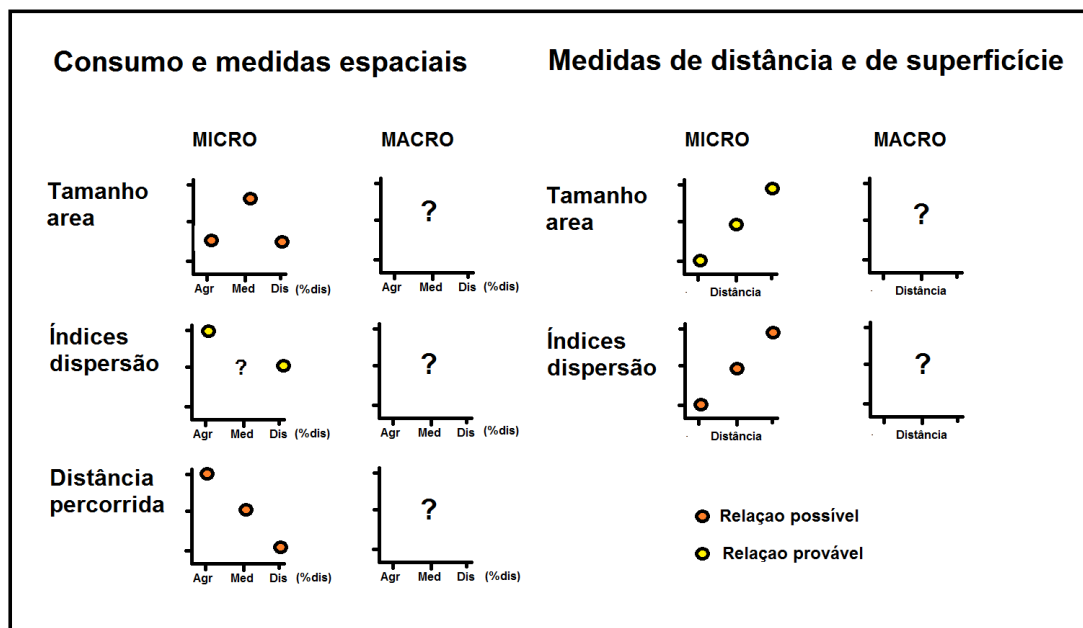 Consumo e medidas espaciais
Medidas de distância e de superficície
MICRO
MACRO
MICRO
MACRO
Tamanho
area
?
Agr Med Dis (%dis)
Agr Med Dis (%dis)
Tamanho
area
?
Distância
Distância
Índices
dispersão
?
?
Agr Med Dis (%dis)
Agr Med Dis (%dis)
Índices
dispersão
?
Distância
Distância
Distância
percorrida
?
Agr Med Dis (%dis)
Agr Med Dis (%dis)
Relaçao possível
Relaçao provável